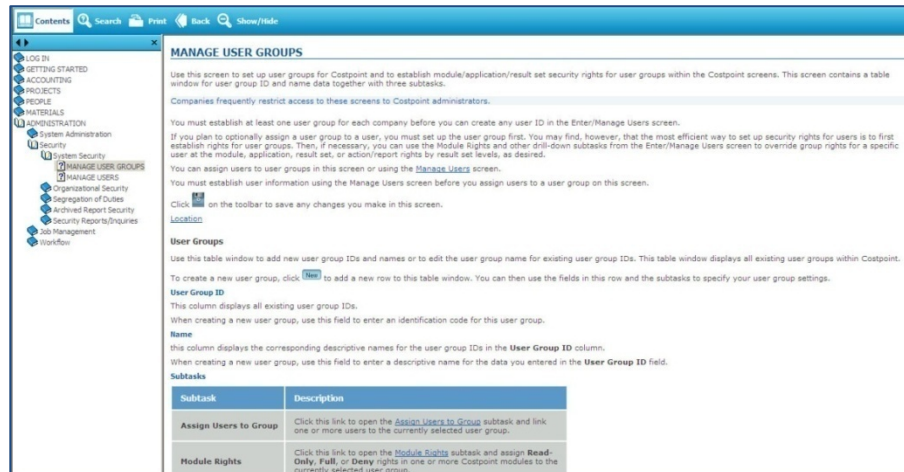 Contents Search Print Back Show/Hide
LOG IN
GETTING STARTED
ACCOUNTING
PROJECTS
PEOPLE
MATERIALS
ADMINISTRATION
System Administration
Security
System Security
MANAGE USER GROUPS
MANAGE USERS
Organizational Security
Segregation of Duties
Archived Report Security
Security Reports/Inquiries
Job Management
Workflow
MANAGE USER GROUPS
Use this screen to set up user groups for Costpoint and to establish module/application/result set security rights for user groups within the Costpoint screens. This screen contains a table
window for user group ID and name data together with three subtasks.
Companies frequently restrict access to these screens to Costpoint administrators.
You must establish at least one user group for each company before you can create any user ID in the Enter/Manage Users screen.
If you plan to optionally assign a user group to a user, you must set up the user group first. You may find, however, that the most efficient way to set up security rights for users is to first
establish rights for user groups. Then, if necessary, you can use the Module Rights and other drill-down subtasks from the Enter/Manage Users screen to override group rights for a specific
user at the module, application, result set, or action/report rights by result set levels, as desired.
You can assign users to user groups in this screen or using the Manage Users screen.
You must establish user information using the Manage Users screen before you assign users to a user group on this screen.
Click on the toolbar to save any changes you make in this screen.
Location
User Groups
Use this table window to add new user group IDs and names or to edit the user group name for existing user group IDs. This table window displays all existing user groups within Costpoint.
To create a new user group, click New to add a new row to this table window. You can then use the fields in this row and the subtasks to specify your user group settings.
User Group ID
This column displays all existing user group IDs.
When creating a new user group, use this field to enter an identification code for this user group.
Name
this column displays the corresponding descriptive names for the user group IDs in the User Group ID column.
When creating a new user group, use this field to enter a descriptive name for the data you entered in the User Group ID field.
Subtasks
Subtask Description
Assign Users to Group Click this link to open the Assign Users to Group subtask and link
one or more users to the currently selected user group.
Module Rights Click this link to open the Module Rights subtask and assign Read-
Only, Full, or Deny rights in one or more Costpoint modules to the
currently selected user group.